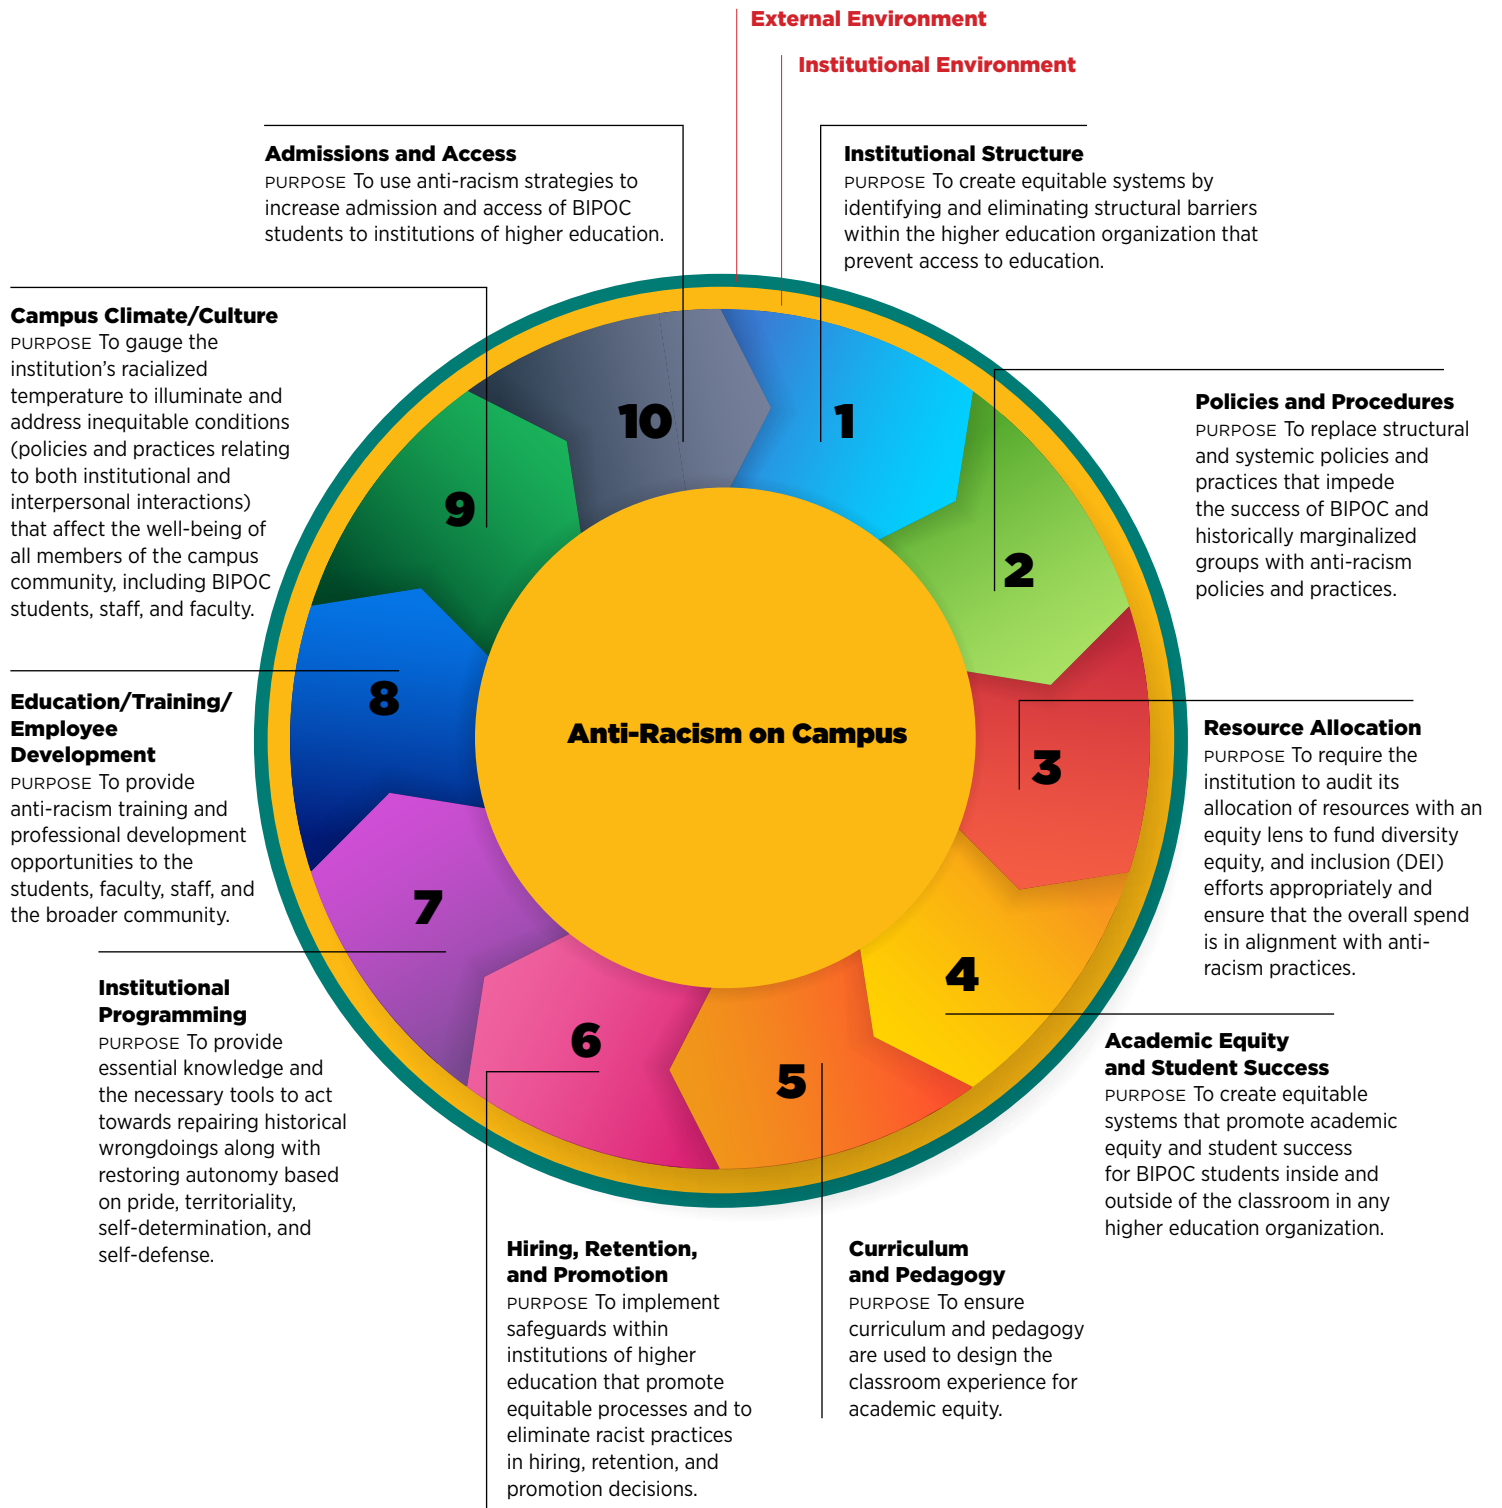 External Environment
Institutional Environment
Admissions and Access
PURPOSE To use anti-racism strategies to
increase admission and access of BIPOC
students to institutions of higher education.
Institutional Structure
PURPOSE To create equitable systems by
identifying and eliminating structural barriers
within the higher education organization that
prevent access to education.
Campus Climate/Culture
PURPOSE To gauge the
institution’s racialized
temperature to illuminate and
address inequitable conditions
(policies and practices relating
to both institutional and
interpersonal interactions)
that affect the well-being of
all members of the campus
community, including BIPOC
students, staff, and faculty.
Policies and Procedures
PURPOSE To replace structural
and systemic policies and
practices that impede
the success of BIPOC and
historically marginalized
groups with anti-racism
policies and practices.
10
1
9
2
8
3
7
4
6
5
Anti-Racism on Campus
Education/Training/
Employee
Development
PURPOSE To provide
anti-racism training and
professional development
opportunities to the
students, faculty, staff, and
the broader community.
Resource Allocation
PURPOSE To require the
institution to audit its
allocation of resources with an
equity lens to fund diversity
equity, and inclusion (DEI)
efforts appropriately and
ensure that the overall spend
is in alignment with anti-
racism practices.
Institutional
Programming
PURPOSE To provide
essential knowledge and
the necessary tools to act
towards repairing historical
wrongdoings along with
restoring autonomy based
on pride, territoriality,
self-determination, and
self-defense.
Academic Equity
and Student Success
PURPOSE To create equitable
systems that promote academic
equity and student success
for BIPOC students inside and
outside of the classroom in any
higher education organization.
Hiring, Retention,
and Promotion
PURPOSE To implement
safeguards within
institutions of higher
education that promote
equitable processes and to
eliminate racist practices
in hiring, retention, and
promotion decisions.
Curriculum
and Pedagogy
PURPOSE To ensure
curriculum and pedagogy
are used to design the
classroom experience for
academic equity.